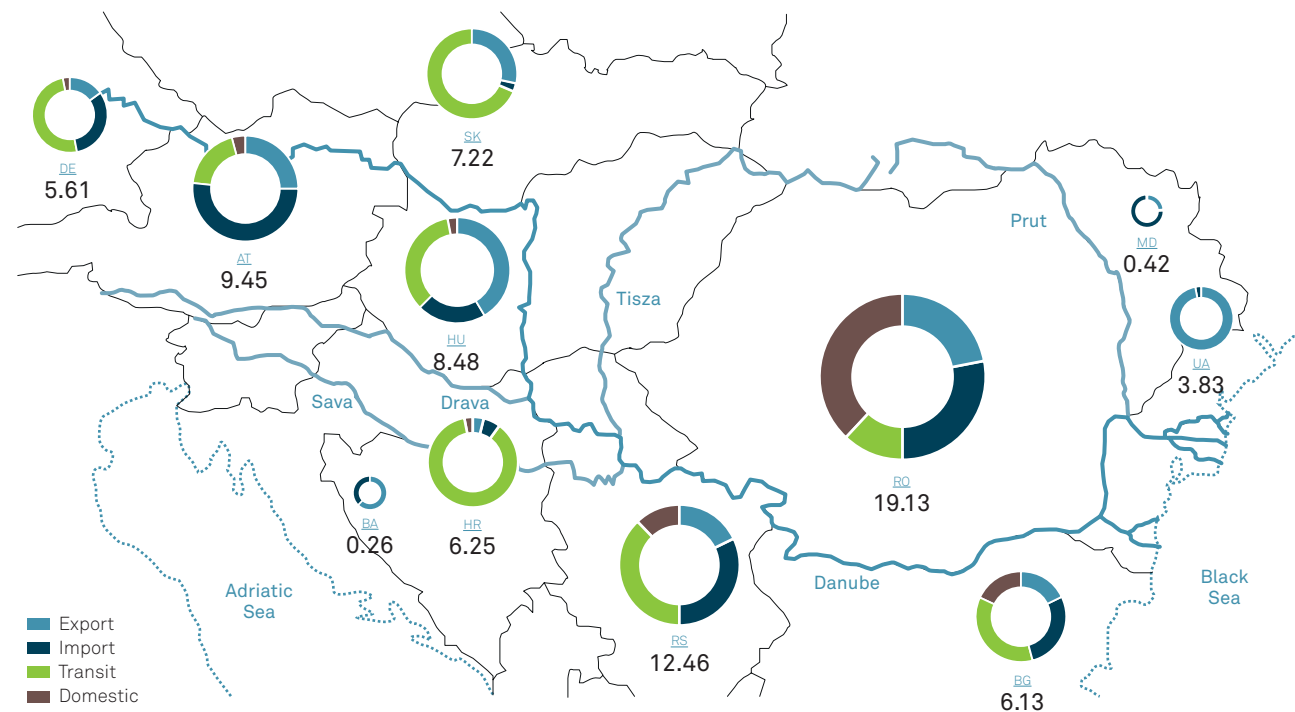 SK
7.22
DE
5.61
AT
9.45
Prut
MD
0.42
Tisza
HU
8.48
UA
3.83
Sava
Drava
RO
19.13
BA
0.26
HR
6.25
Danube
Adriatic
Sea
Black
Sea
RS
12.46
BG
6.13
Export
Import
Transit
Domestic